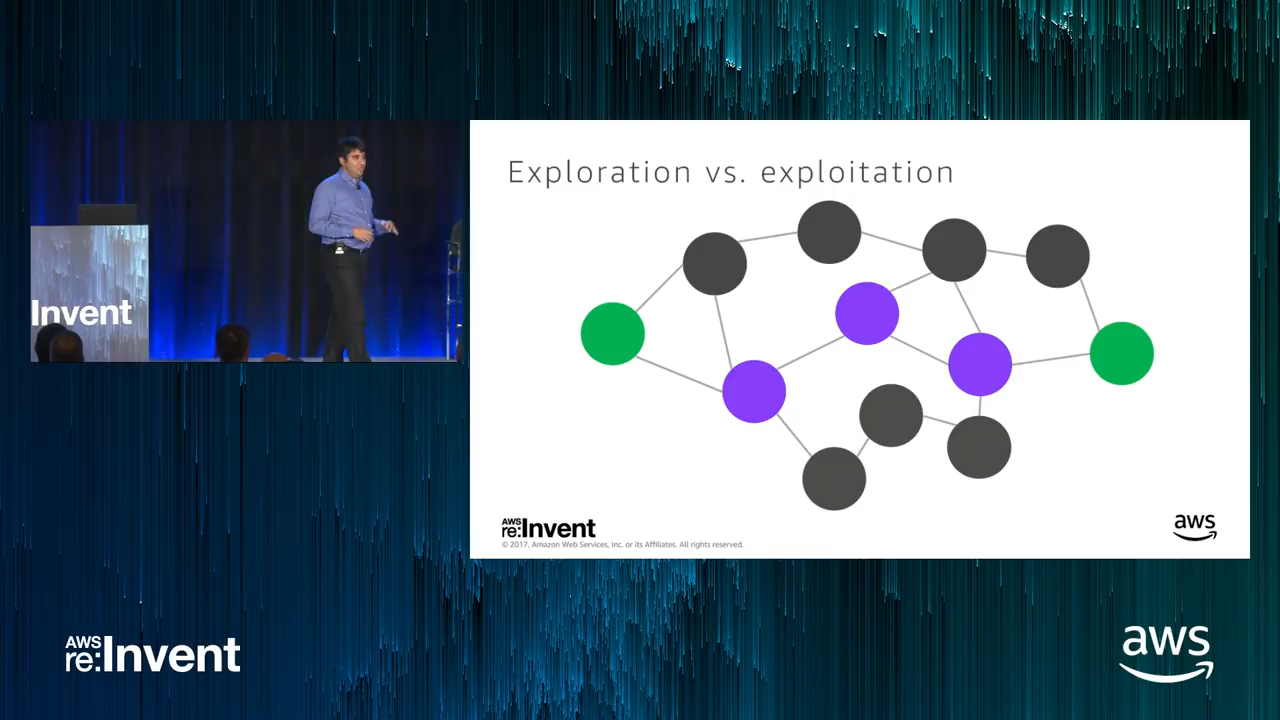 Invent
Exploration vs. exploitation
AWS
re:Invent
© 2017, Amazon Web Services, Inc. or its Affiliates. All rights reserved.
aws
AWS
re:Invent
aws